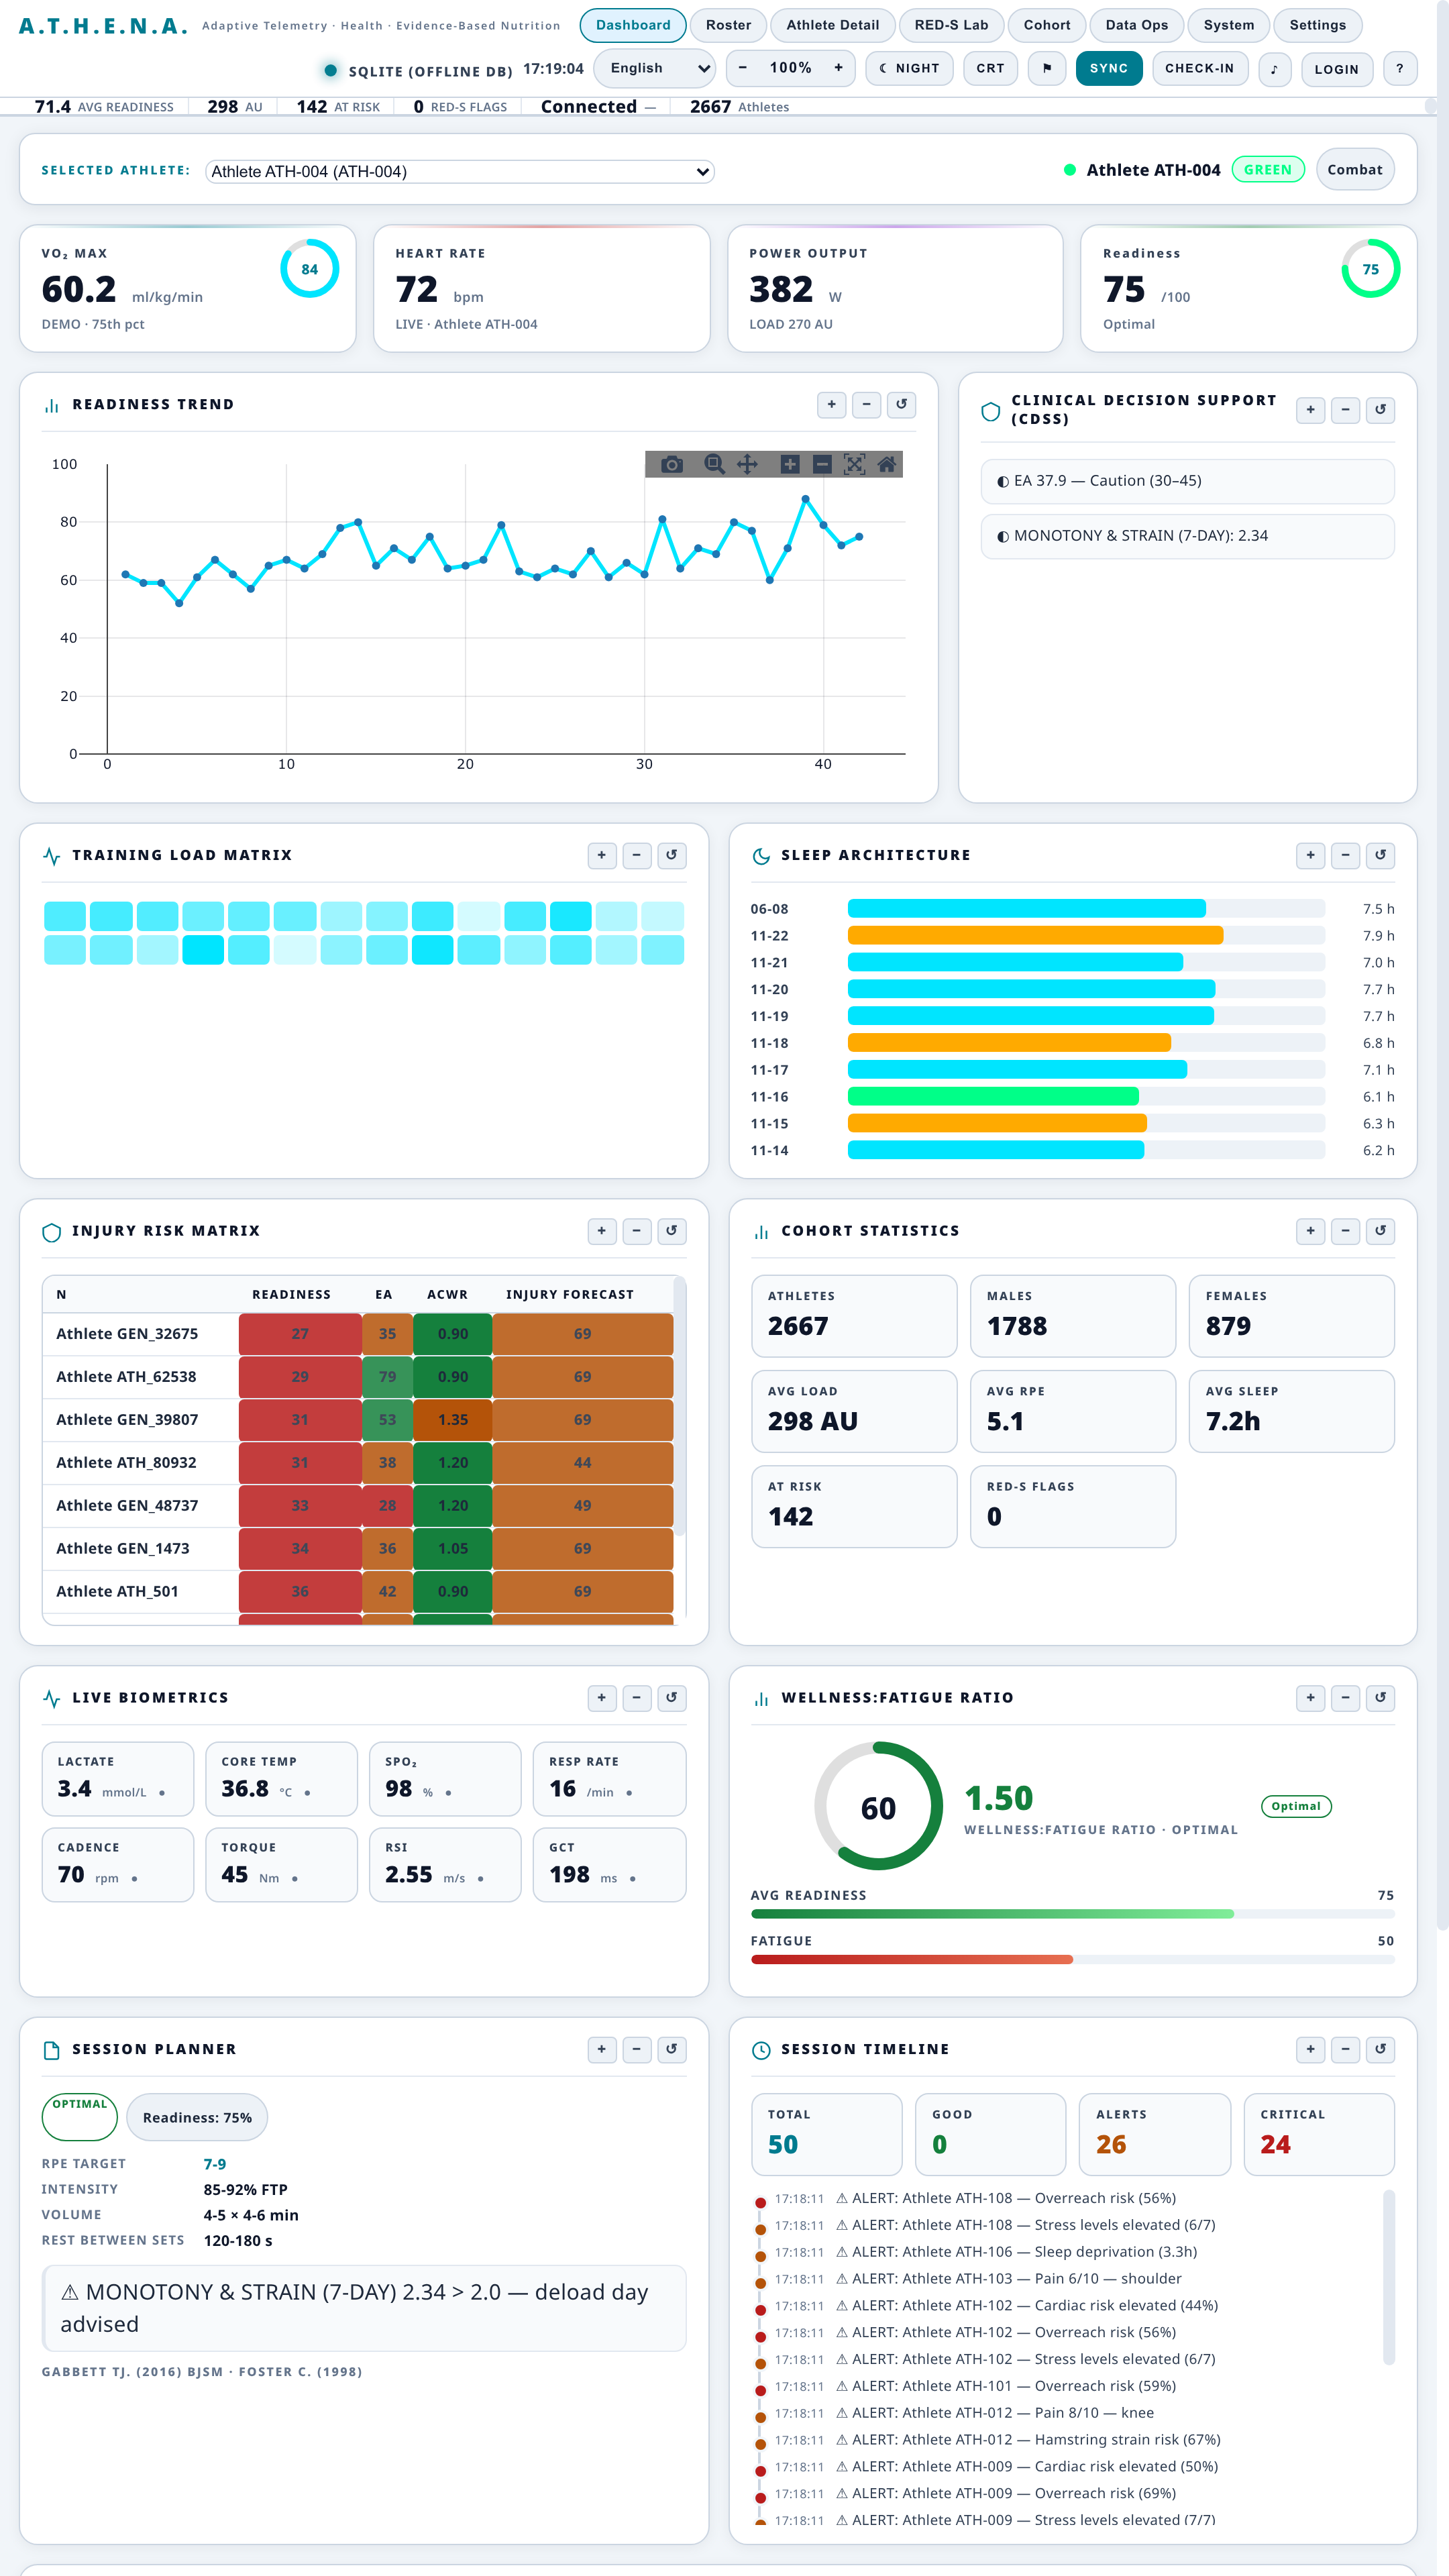 A.T.H.E.N.A. Adaptive Telemetry · Health · Evidence-Based Nutrition Dashboard Roster Athlete Detail RED-S Lab Cohort Data Ops System Settings
SQLITE (OFFLINE DB) 17:19:04 English − 100% + ☾ NIGHT CRT ⚑ SYNC CHECK-IN ♪ LOGIN ?
71.4 AVG READINESS 298 AU 142 AT RISK 0 RED-S FLAGS Connected — 2667 Athletes
SELECTED ATHLETE: Athlete ATH-004 (ATH-004) Athlete ATH-004 GREEN Combat
VO₂ MAX
60.2 ml/kg/min
84
DEMO · 75th pct
HEART RATE
72 bpm
LIVE · Athlete ATH-004
POWER OUTPUT
382 W
LOAD 270 AU
Readiness
75 /100
75
Optimal
READINESS TREND + − ↺
100
80
60
40
20
0
0 10 20 30 40
CLINICAL DECISION SUPPORT
(CDSS)
+ − ↺
◐ EA 37.9 — Caution (30–45)
◐ MONOTONY & STRAIN (7-DAY): 2.34
TRAINING LOAD MATRIX + − ↺
SLEEP ARCHITECTURE + − ↺
06-08 7.5 h
11-22 7.9 h
11-21 7.0 h
11-20 7.7 h
11-19 7.7 h
11-18 6.8 h
11-17 7.1 h
11-16 6.1 h
11-15 6.3 h
11-14 6.2 h
INJURY RISK MATRIX + − ↺
N READINESS EA ACWR INJURY FORECAST
Athlete GEN_32675 27 35 0.90 69
Athlete ATH_62538 29 79 0.90 69
Athlete GEN_39807 31 53 1.35 69
Athlete ATH_80932 31 38 1.20 44
Athlete GEN_48737 33 28 1.20 49
Athlete GEN_1473 34 36 1.05 69
Athlete ATH_501 36 42 0.90 69
COHORT STATISTICS + − ↺
ATHLETES MALES FEMALES
2667 1788 879
AVG LOAD AVG RPE AVG SLEEP
298 AU 5.1 7.2h
AT RISK RED-S FLAGS
142 0
LIVE BIOMETRICS + − ↺
LACTATE CORE TEMP SPO₂ RESP RATE
3.4 mmol/L 36.8 °C 98 % 16 /min
CADENCE TORQUE RSI GCT
70 rpm 45 Nm 2.55 m/s 198 ms
WELLNESS:FATIGUE RATIO + − ↺
60
1.50
WELLNESS:FATIGUE RATIO · OPTIMAL
Optimal
AVG READINESS 75
FATIGUE 50
SESSION PLANNER + − ↺
OPTIMAL Readiness: 75%
RPE TARGET 7-9
INTENSITY 85-92% FTP
VOLUME 4-5 × 4-6 min
REST BETWEEN SETS 120-180 s
⚠ MONOTONY & STRAIN (7-DAY) 2.34 > 2.0 — deload day
advised
GABBETT TJ. (2016) BJSM · FOSTER C. (1998)
SESSION TIMELINE + − ↺
TOTAL GOOD ALERTS CRITICAL
50 0 26 24
17:18:11 ⚠ ALERT: Athlete ATH-108 — Overreach risk (56%)
17:18:11 ⚠ ALERT: Athlete ATH-108 — Stress levels elevated (6/7)
17:18:11 ⚠ ALERT: Athlete ATH-106 — Sleep deprivation (3.3h)
17:18:11 ⚠ ALERT: Athlete ATH-103 — Pain 6/10 — shoulder
17:18:11 ⚠ ALERT: Athlete ATH-102 — Cardiac risk elevated (44%)
17:18:11 ⚠ ALERT: Athlete ATH-102 — Overreach risk (56%)
17:18:11 ⚠ ALERT: Athlete ATH-102 — Stress levels elevated (6/7)
17:18:11 ⚠ ALERT: Athlete ATH-101 — Overreach risk (59%)
17:18:11 ⚠ ALERT: Athlete ATH-012 — Pain 8/10 — knee
17:18:11 ⚠ ALERT: Athlete ATH-012 — Hamstring strain risk (67%)
17:18:11 ⚠ ALERT: Athlete ATH-009 — Cardiac risk elevated (50%)
17:18:11 ⚠ ALERT: Athlete ATH-009 — Overreach risk (69%)
17:18:11 ⚠ ALERT: Athlete ATH-009 — Stress levels elevated (7/7)